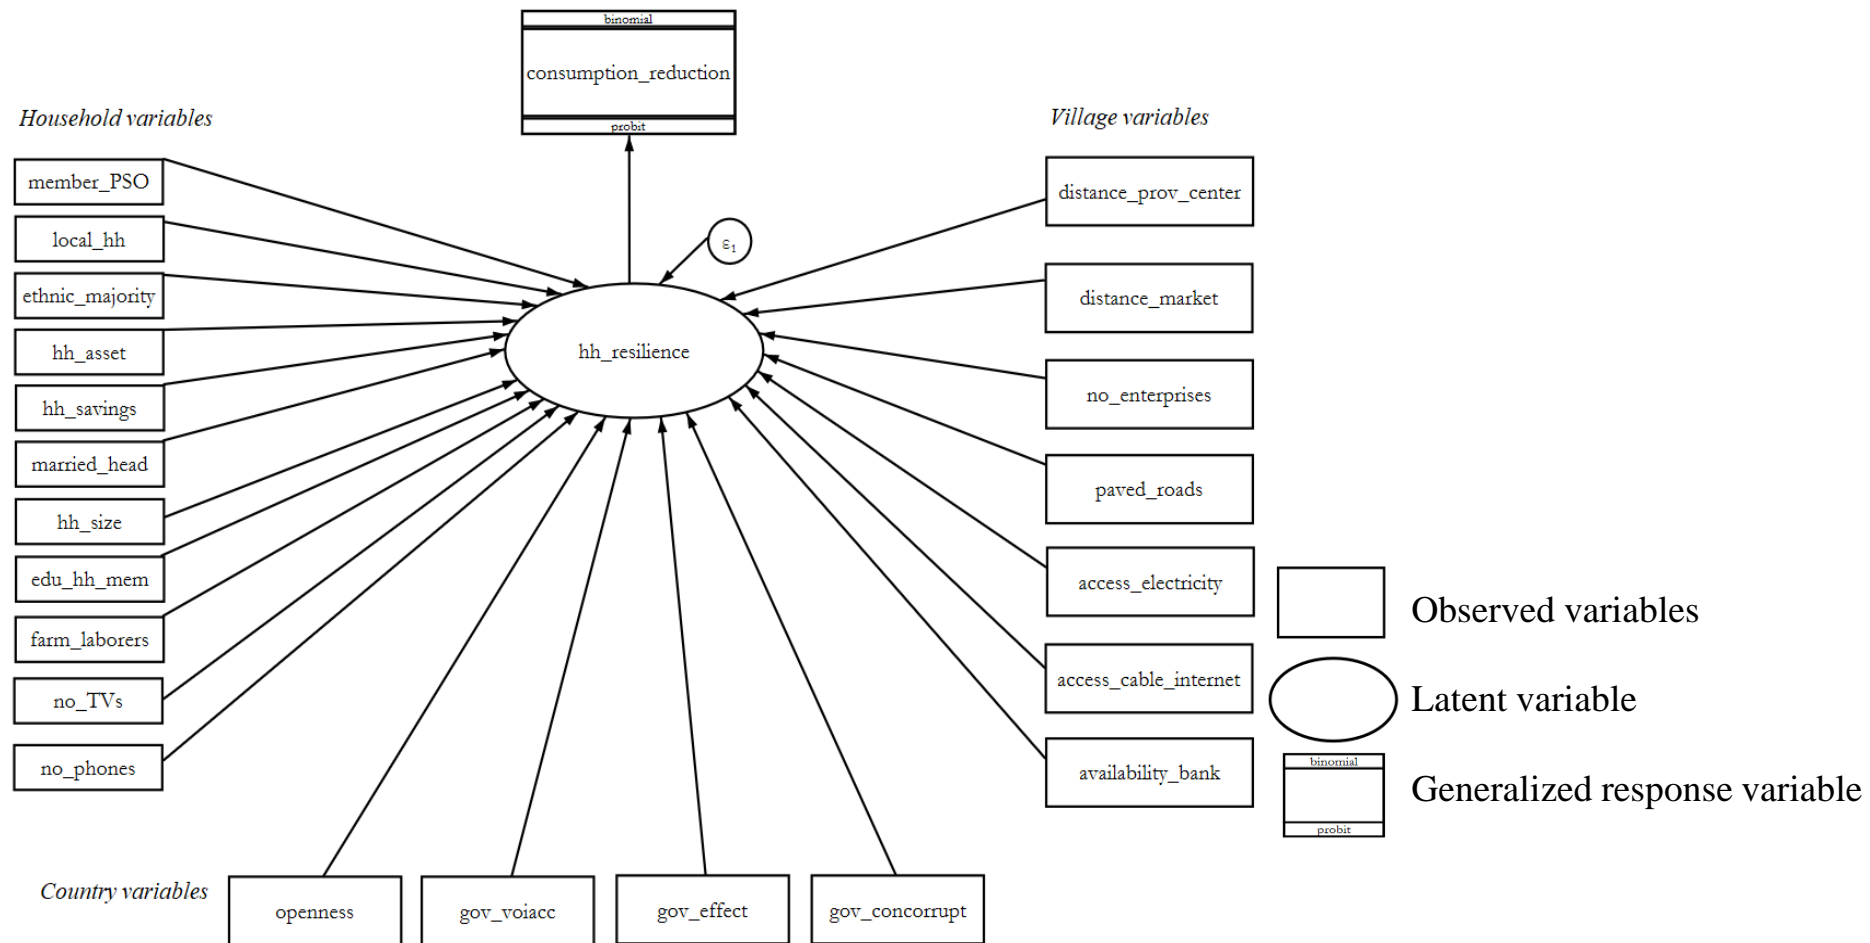 binomial
consumption_reduction
probit
Household variables
member_PSO
local_hh
ethnic_majority
hh_asset
hh_savings
married_head
hh_size
edu_hh_mem
farm_laborers
no_TVs
no_phones
ε1
hh_resilience
Village variables
distance_prov_center
distance_market
no_enterprises
paved_roads
access_electricity
access_cable_internet
availability_bank
Country variables
openness
gov_voiacc
gov_effect
gov_concorrupt
Observed variables
Latent variable
binomial
Generalized response variable
probit